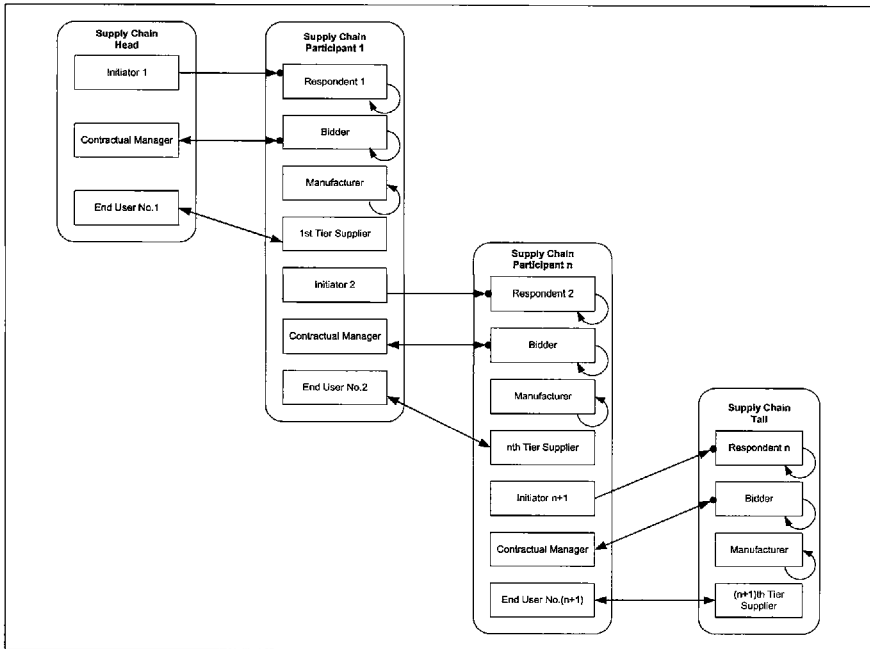 Supply Chain
Head
Initiator 1
Contractual Manager
End User No.1
Supply Chain
Participant 1
Respondent 1
Bidder
Manufacturer
1st Tier Supplier
Initiator 2
Contractual Manager
End User No.2
Supply Chain
Participant n
Respondent 2
Bidder
Manufacturer
nth Tier Supplier
Initiator n+1
Contractual Manager
End User No.(n+1)
Supply Chain
Tail
Respondent n
Bidder
Manufacturer
(n+1)th Tier
Supplier